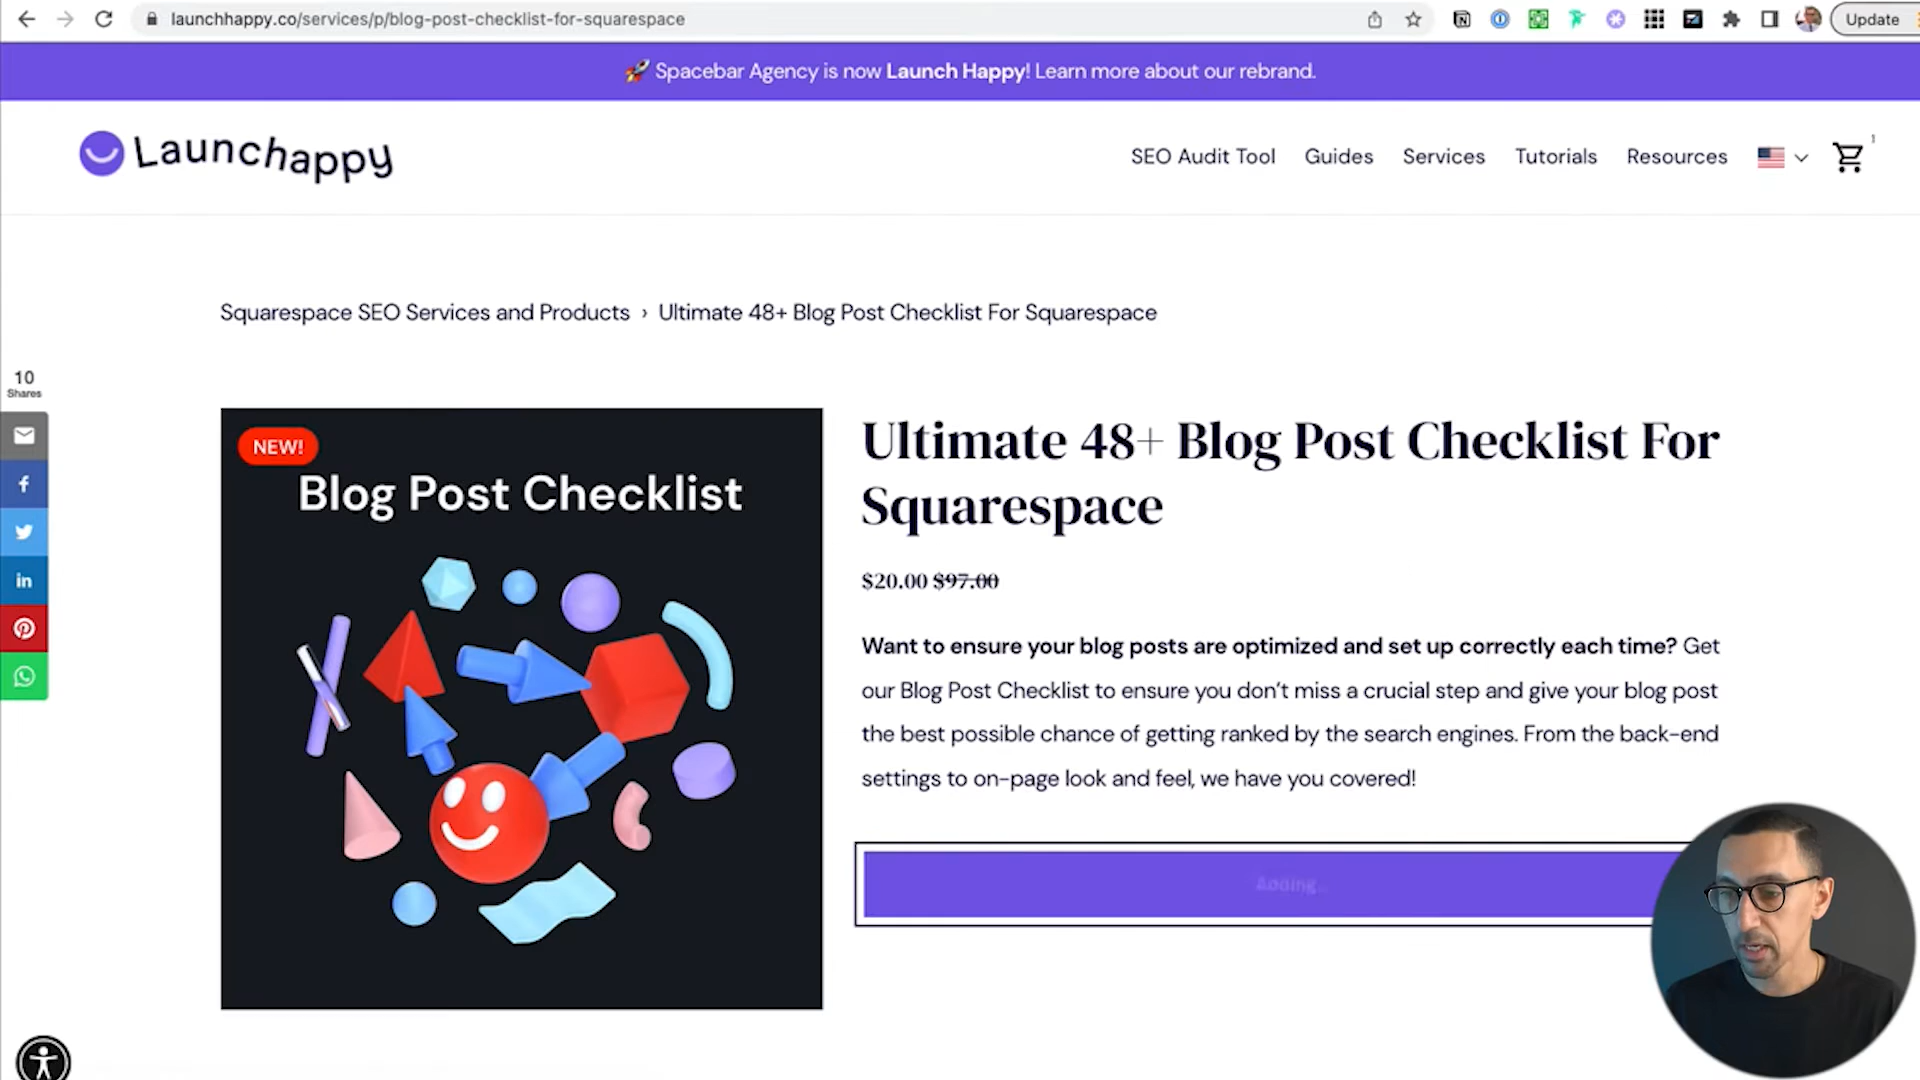 launchhappy.co/services/p/blog-post-checklist-for-squarespace
Update
🚀 Spacebar Agency is now Launch Happy! Learn more about our rebrand.
Launchappy
SEO Audit Tool
Guides
Services
Tutorials
Resources
1
Squarespace SEO Services and Products › Ultimate 48+ Blog Post Checklist For Squarespace
10
Shares
NEW!
Blog Post Checklist
Ultimate 48+ Blog Post Checklist For
Squarespace
$20.00 $97.00
Want to ensure your blog posts are optimized and set up correctly each time? Get
our Blog Post Checklist to ensure you don’t miss a crucial step and give your blog post
the best possible chance of getting ranked by the search engines. From the back-end
settings to on-page look and feel, we have you covered!
Adding...